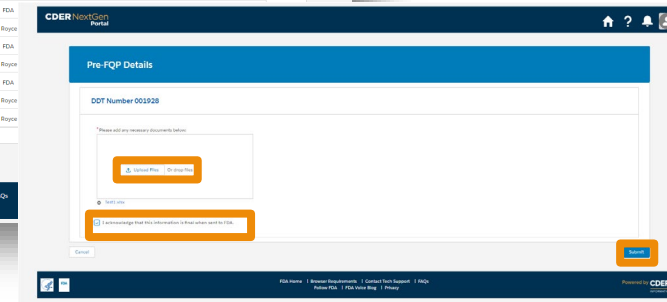 FDA
Royce
FDA
Royce
FDA
Royce
Royce
Qs
CDER NextGen
Portal
?
Pre-FQP Details
DDT Number 001928
*Please add any necessary documents below:
Upload Files Or drop files
I acknowledge that this information is final when sent to FDA.
Cancel
Submit
FDA
FDA Home | Browser Requirements | Contact Tech Support | FAQs
Follow FDA | FDA Voice Blog | Privacy
Powered by CDER